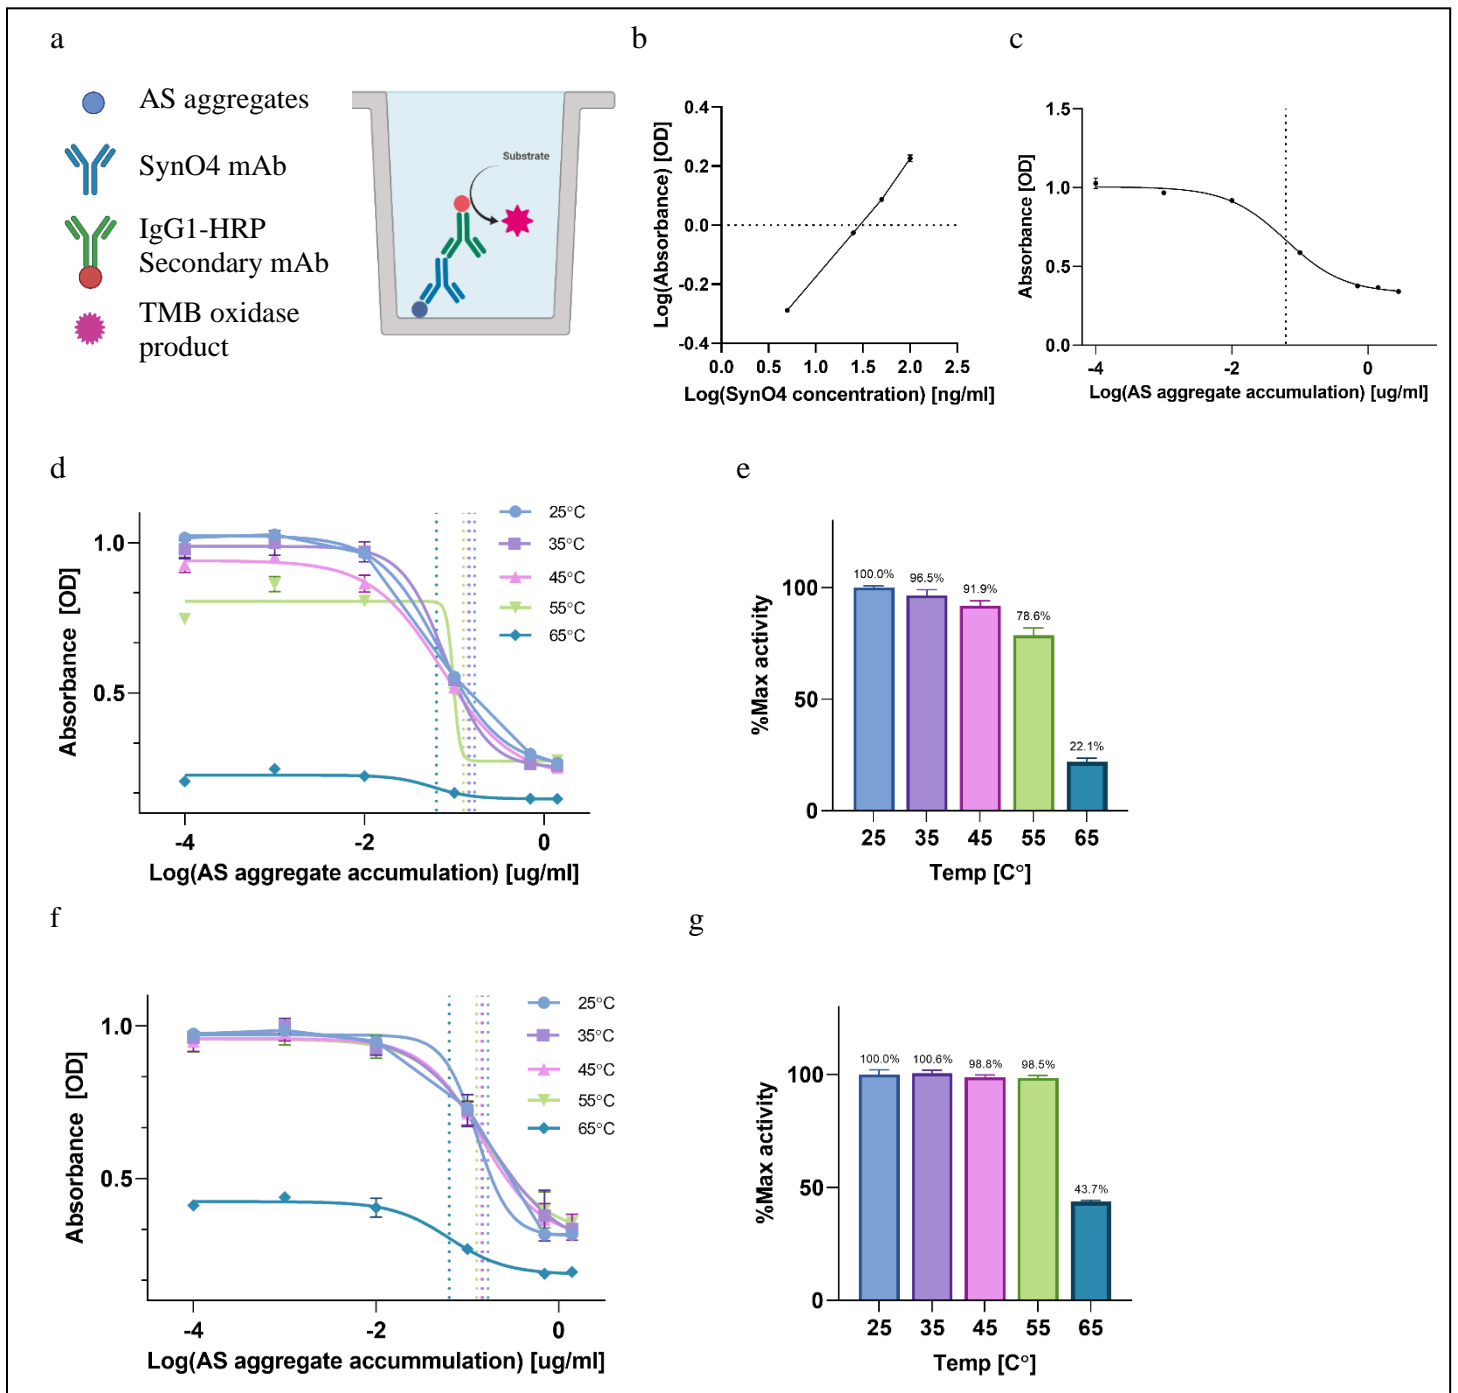 a
AS aggregates
SynO4 mAb
IgG1-HRP
Secondary mAb
TMB oxidase
product
Substrate
b
0.4
0.2
0.0
-0.2
-0.4
Log(Absorbance) [OD]
0.0 0.5 1.0 1.5 2.0 2.5
Log(SynO4 concentration) [ng/ml]
c
1.5
1.0
0.5
0.0
Absorbance [OD]
-4 -2 0
Log(AS aggregate accumulation) [ug/ml]
d
1.0
0.5
Absorbance [OD]
25°C
35°C
45°C
55°C
65°C
-4 -2 0
Log(AS aggregate accumulation) [ug/ml]
e
100
50
0
%Max activity
100.0% 96.5% 91.9% 78.6% 22.1%
25 35 45 55 65
Temp [C°]
f
1.0
0.5
Absorbance [OD]
25°C
35°C
45°C
55°C
65°C
-4 -2 0
Log(AS aggregate accummulation) [ug/ml]
g
100
50
0
%Max activity
100.0% 100.6% 98.8% 98.5% 43.7%
25 35 45 55 65
Temp [C°]